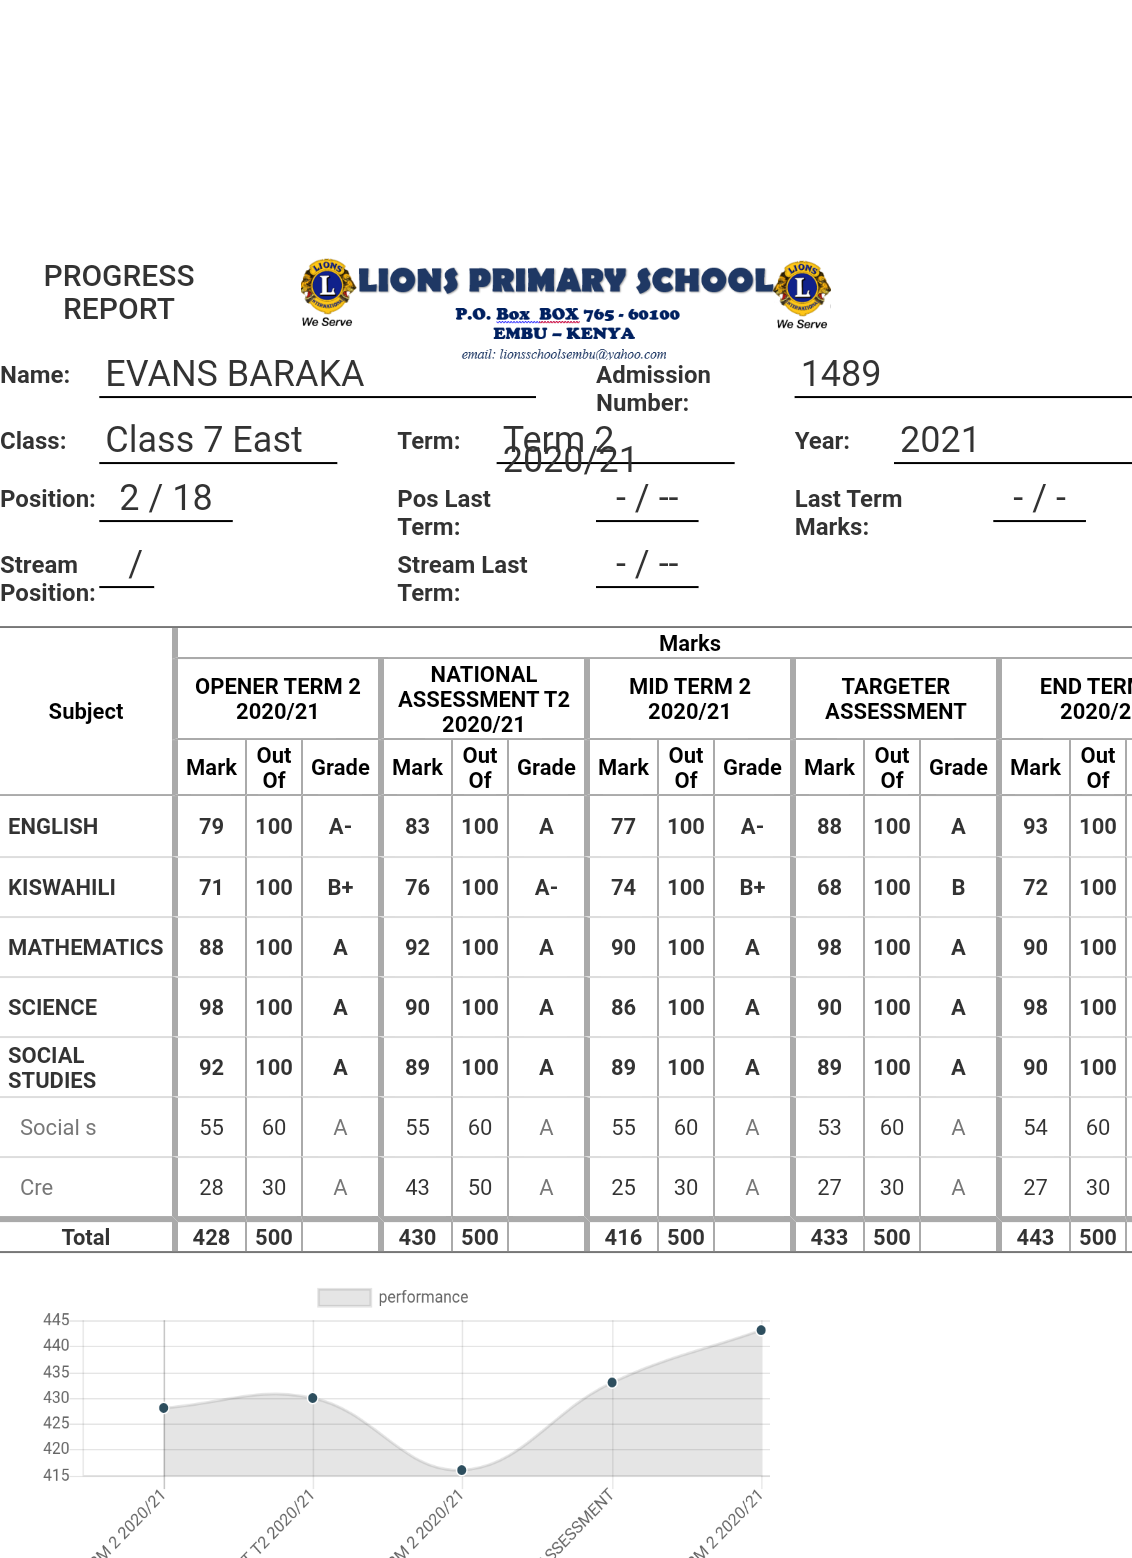 PROGRESS
REPORT
LIONS PRIMARY SCHOOL
P.O. Box BOX 765 - 60100
EMBU – KENYA
email: lionsschoolsembu@yahoo.com
LIONS
L
INTERNATIONAL
We Serve
LIONS
L
INTERNATIONAL
We Serve
Name: EVANS BARAKA Admission Number: 1489
Class: Class 7 East Term: Term 2 2020/21 Year: 2021
Position: 2 / 18 Pos Last Term: - / -- Last Term Marks: - / -
Stream Position: / Stream Last Term: - / --
Marks
Subject OPENER TERM 2 2020/21 NATIONAL ASSESSMENT T2 2020/21 MID TERM 2 2020/21 TARGETER ASSESSMENT END TERM 2020/2
Mark Out Of Grade Mark Out Of Grade Mark Out Of Grade Mark Out Of Grade Mark Out Of
ENGLISH 79 100 A- 83 100 A 77 100 A- 88 100 A 93 100
KISWAHILI 71 100 B+ 76 100 A- 74 100 B+ 68 100 B 72 100
MATHEMATICS 88 100 A 92 100 A 90 100 A 98 100 A 90 100
SCIENCE 98 100 A 90 100 A 86 100 A 90 100 A 98 100
SOCIAL STUDIES 92 100 A 89 100 A 89 100 A 89 100 A 90 100
Social s 55 60 A 55 60 A 55 60 A 53 60 A 54 60
Cre 28 30 A 43 50 A 25 30 A 27 30 A 27 30
Total 428 500 430 500 416 500 433 500 443 500
performance
445
440
435
430
425
420
415
RM 2 2020/21
T T2 2020/21
RM 2 2020/21
SSESSMENT
RM 2 2020/21